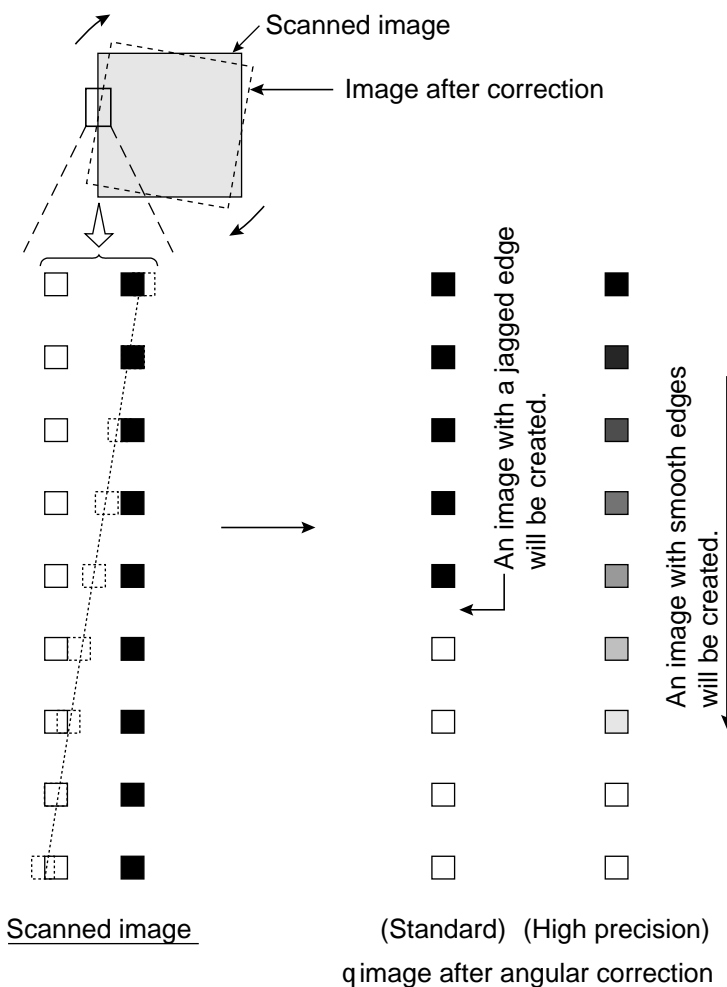 Scanned image
Image after correction
An image with a jagged edge
will be created.
An image with smooth edges
will be created.
Scanned image
(Standard) (High precision)
q image after angular correction